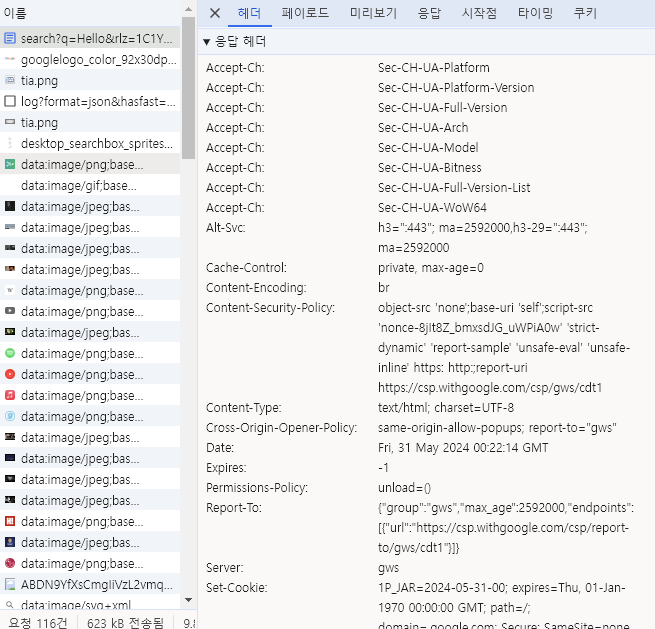 이름
search?q=Hello&rlz=1C1Y...
googlelogo_color_92x30dp...
tia.png
log?format=json&hasfast=...
tia.png
desktop_searchbox_sprites...
data:image/png;base...
data:image/gif;base...
data:image/jpeg;bas...
data:image/jpeg;bas...
data:image/jpeg;bas...
data:image/jpeg;bas...
data:image/png;base...
data:image/png;base...
data:image/jpeg;bas...
data:image/png;base...
data:image/png;base...
data:image/png;base...
data:image/png;base...
data:image/jpeg;bas...
data:image/jpeg;bas...
data:image/jpeg;bas...
data:image/jpeg;bas...
data:image/png;base...
data:image/jpeg;bas...
data:image/png;base...
ABDN9YfXsCmgIiVzL2vmq...
data:image/svg+xml
요청 116건 623 kB 전송됨 9.8
헤더 페이로드 미리보기 응답 시작점 타이밍 쿠키
▼ 응답 헤더
Accept-Ch: Sec-CH-UA-Platform
Accept-Ch: Sec-CH-UA-Platform-Version
Accept-Ch: Sec-CH-UA-Full-Version
Accept-Ch: Sec-CH-UA-Arch
Accept-Ch: Sec-CH-UA-Model
Accept-Ch: Sec-CH-UA-Bitness
Accept-Ch: Sec-CH-UA-Full-Version-List
Accept-Ch: Sec-CH-UA-WoW64
Alt-Svc: h3=":443"; ma=2592000,h3-29=":443";
ma=2592000
Cache-Control: private, max-age=0
Content-Encoding: br
Content-Security-Policy: object-src 'none';base-uri 'self';script-src
'nonce-8jIt8Z_bmxsdJG_uWPiA0w' 'strict-
dynamic' 'report-sample' 'unsafe-eval' 'unsafe-
inline' https: http:;report-uri
https://csp.withgoogle.com/csp/gws/cdt1
Content-Type: text/html; charset=UTF-8
Cross-Origin-Opener-Policy: same-origin-allow-popups; report-to="gws"
Date: Fri, 31 May 2024 00:22:14 GMT
Expires: -1
Permissions-Policy: unload=()
Report-To: {"group":"gws","max_age":2592000,"endpoints":
[{"url":"https://csp.withgoogle.com/csp/report-
to/gws/cdt1"}]}
Server: gws
Set-Cookie: 1P_JAR=2024-05-31-00; expires=Thu, 01-Jan-
1970 00:00:00 GMT; path=/;
domain=.google.com; Secure; SameSite=none